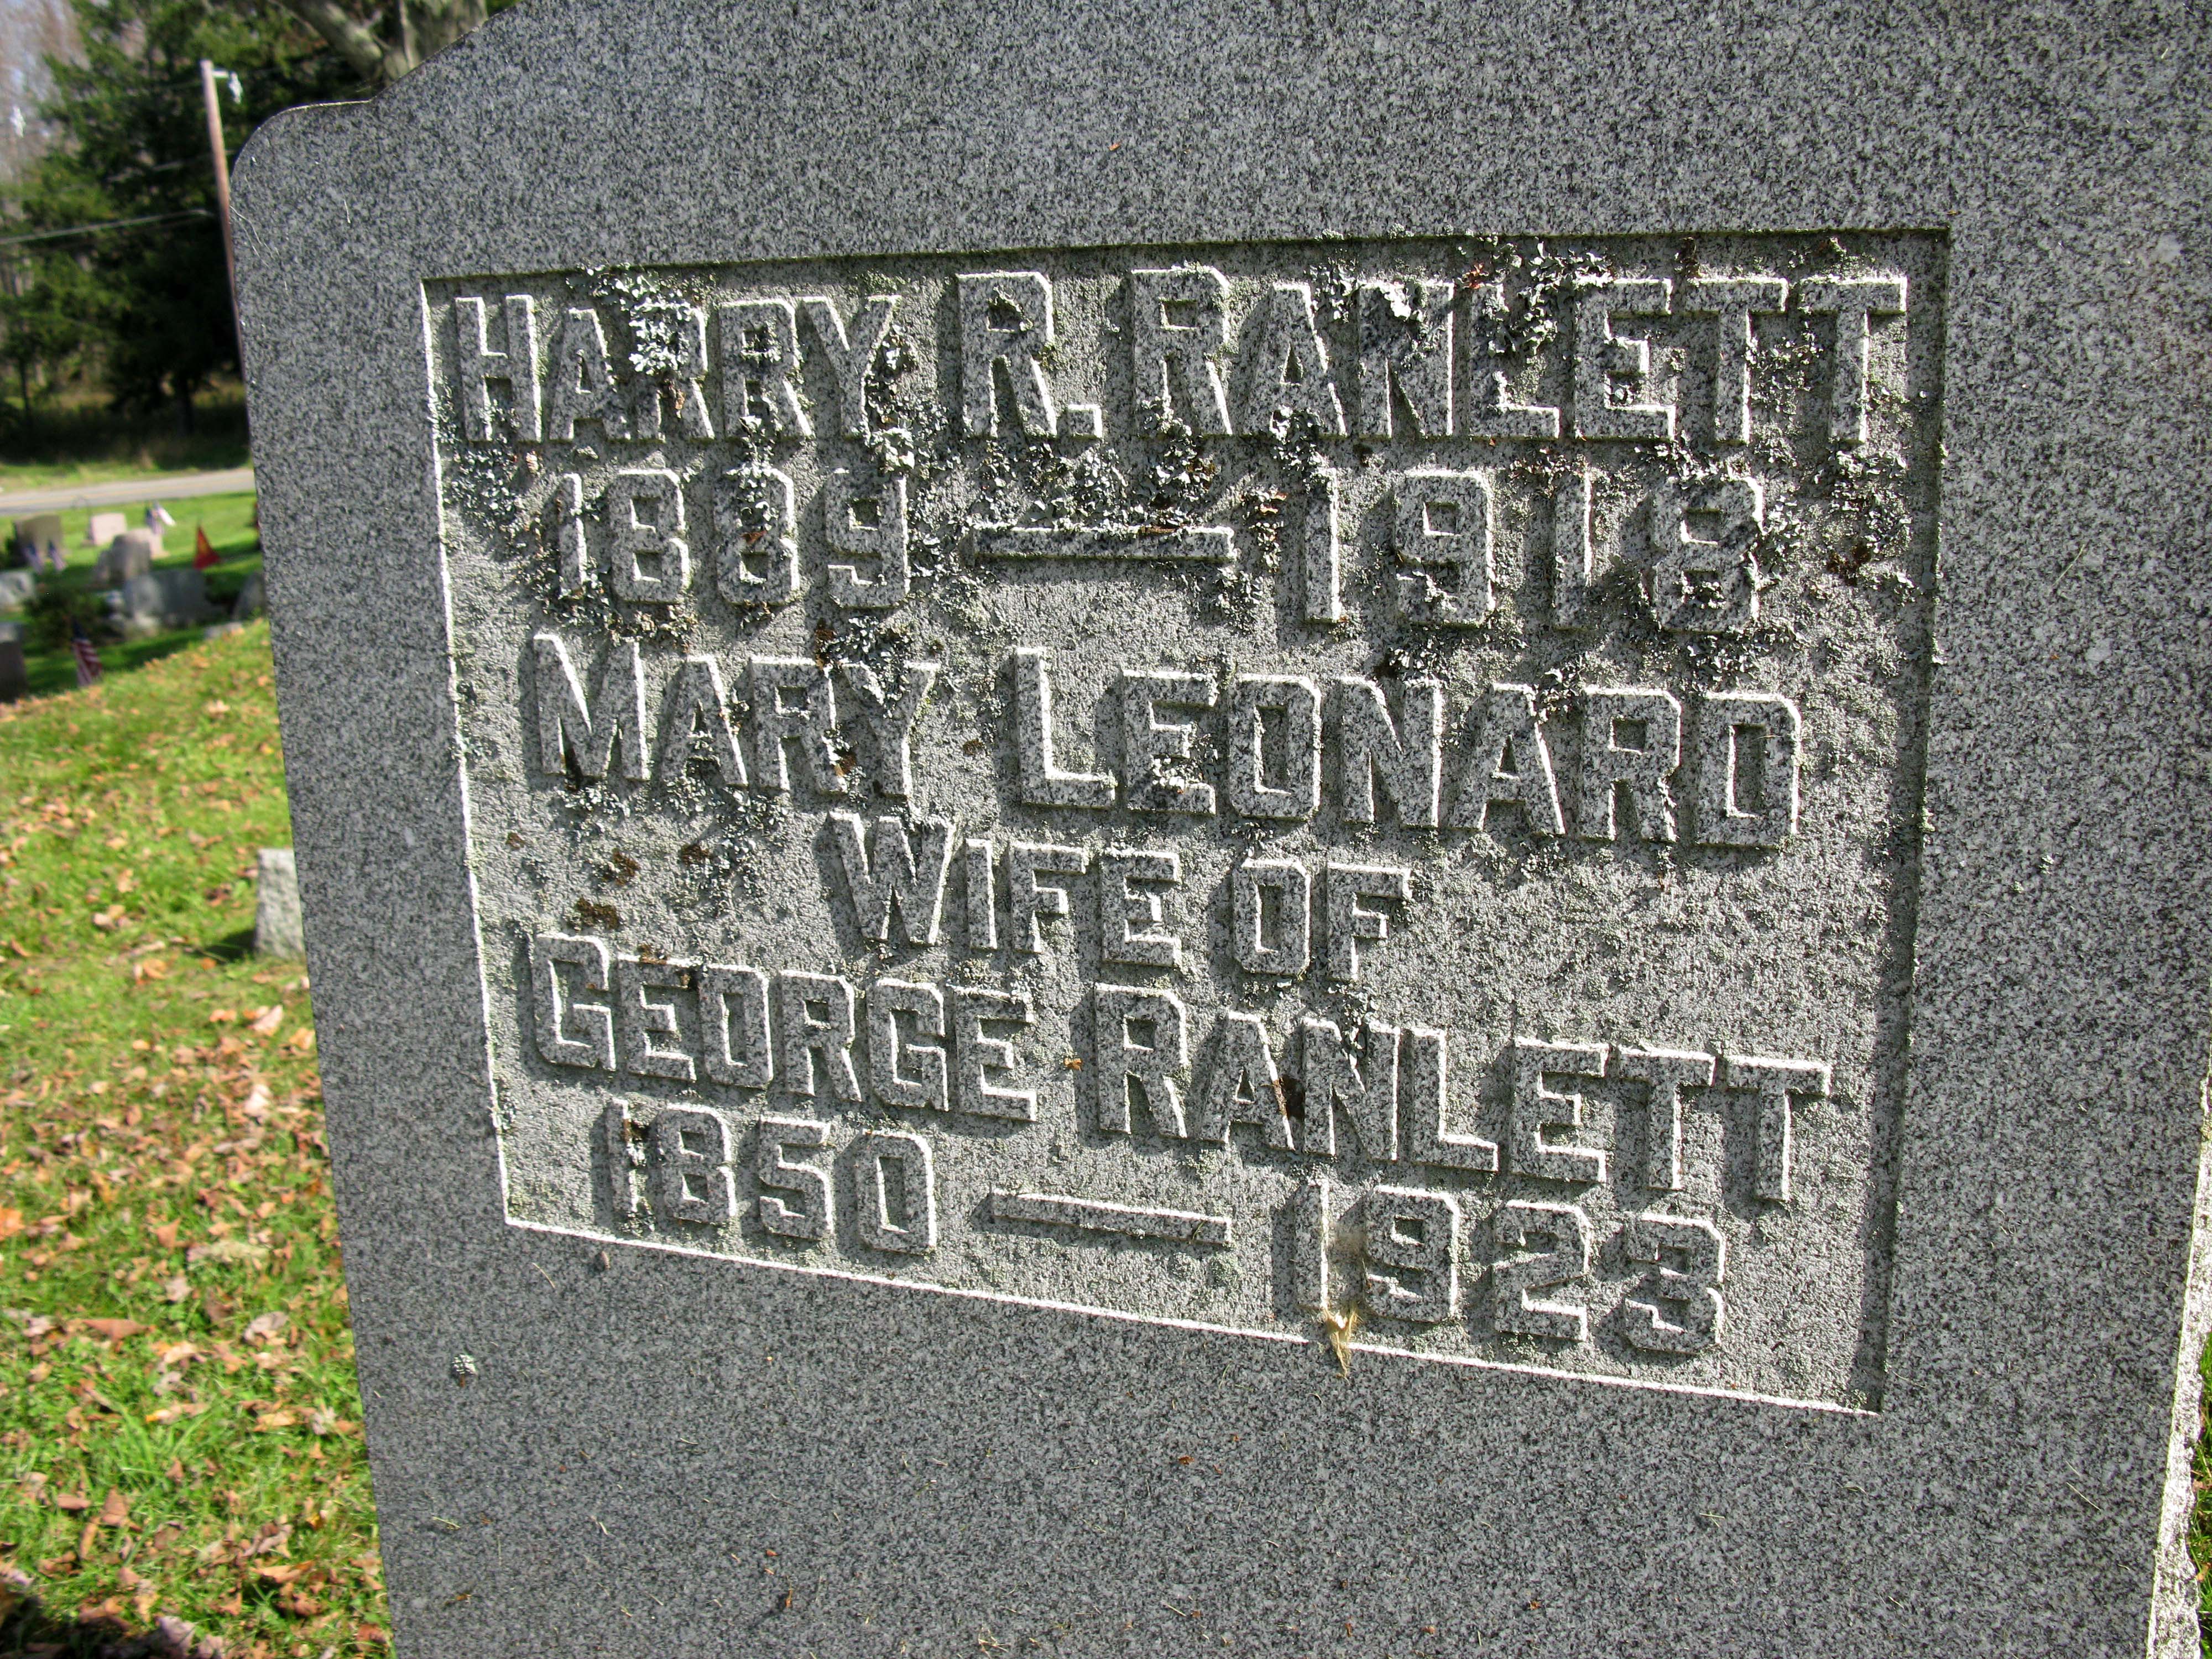 HARRY R. RANLETT
1889 — 1918
MARY LEONARD
WIFE OF
GEORGE RANLETT
1850 — 1923